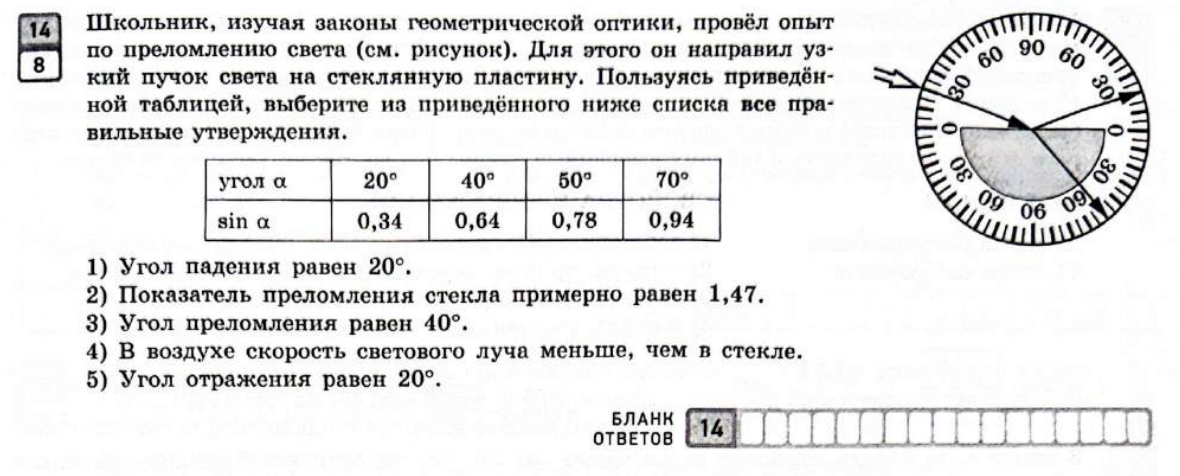 14
8
Школьник, изучая законы геометрической оптики, провёл опыт
по преломлению света (см. рисунок). Для этого он направил уз-
кий пучок света на стеклянную пластину. Пользуясь приведён-
ной таблицей, выберите из приведённого ниже списка все пра-
вильные утверждения.
угол α 20° 40° 50° 70°
sin α 0,34 0,64 0,78 0,94
30 60 90 60 30
0 0
30 60 90 60 30
1) Угол падения равен 20°.
2) Показатель преломления стекла примерно равен 1,47.
3) Угол преломления равен 40°.
4) В воздухе скорость светового луча меньше, чем в стекле.
5) Угол отражения равен 20°.
БЛАНК
ОТВЕТОВ 14